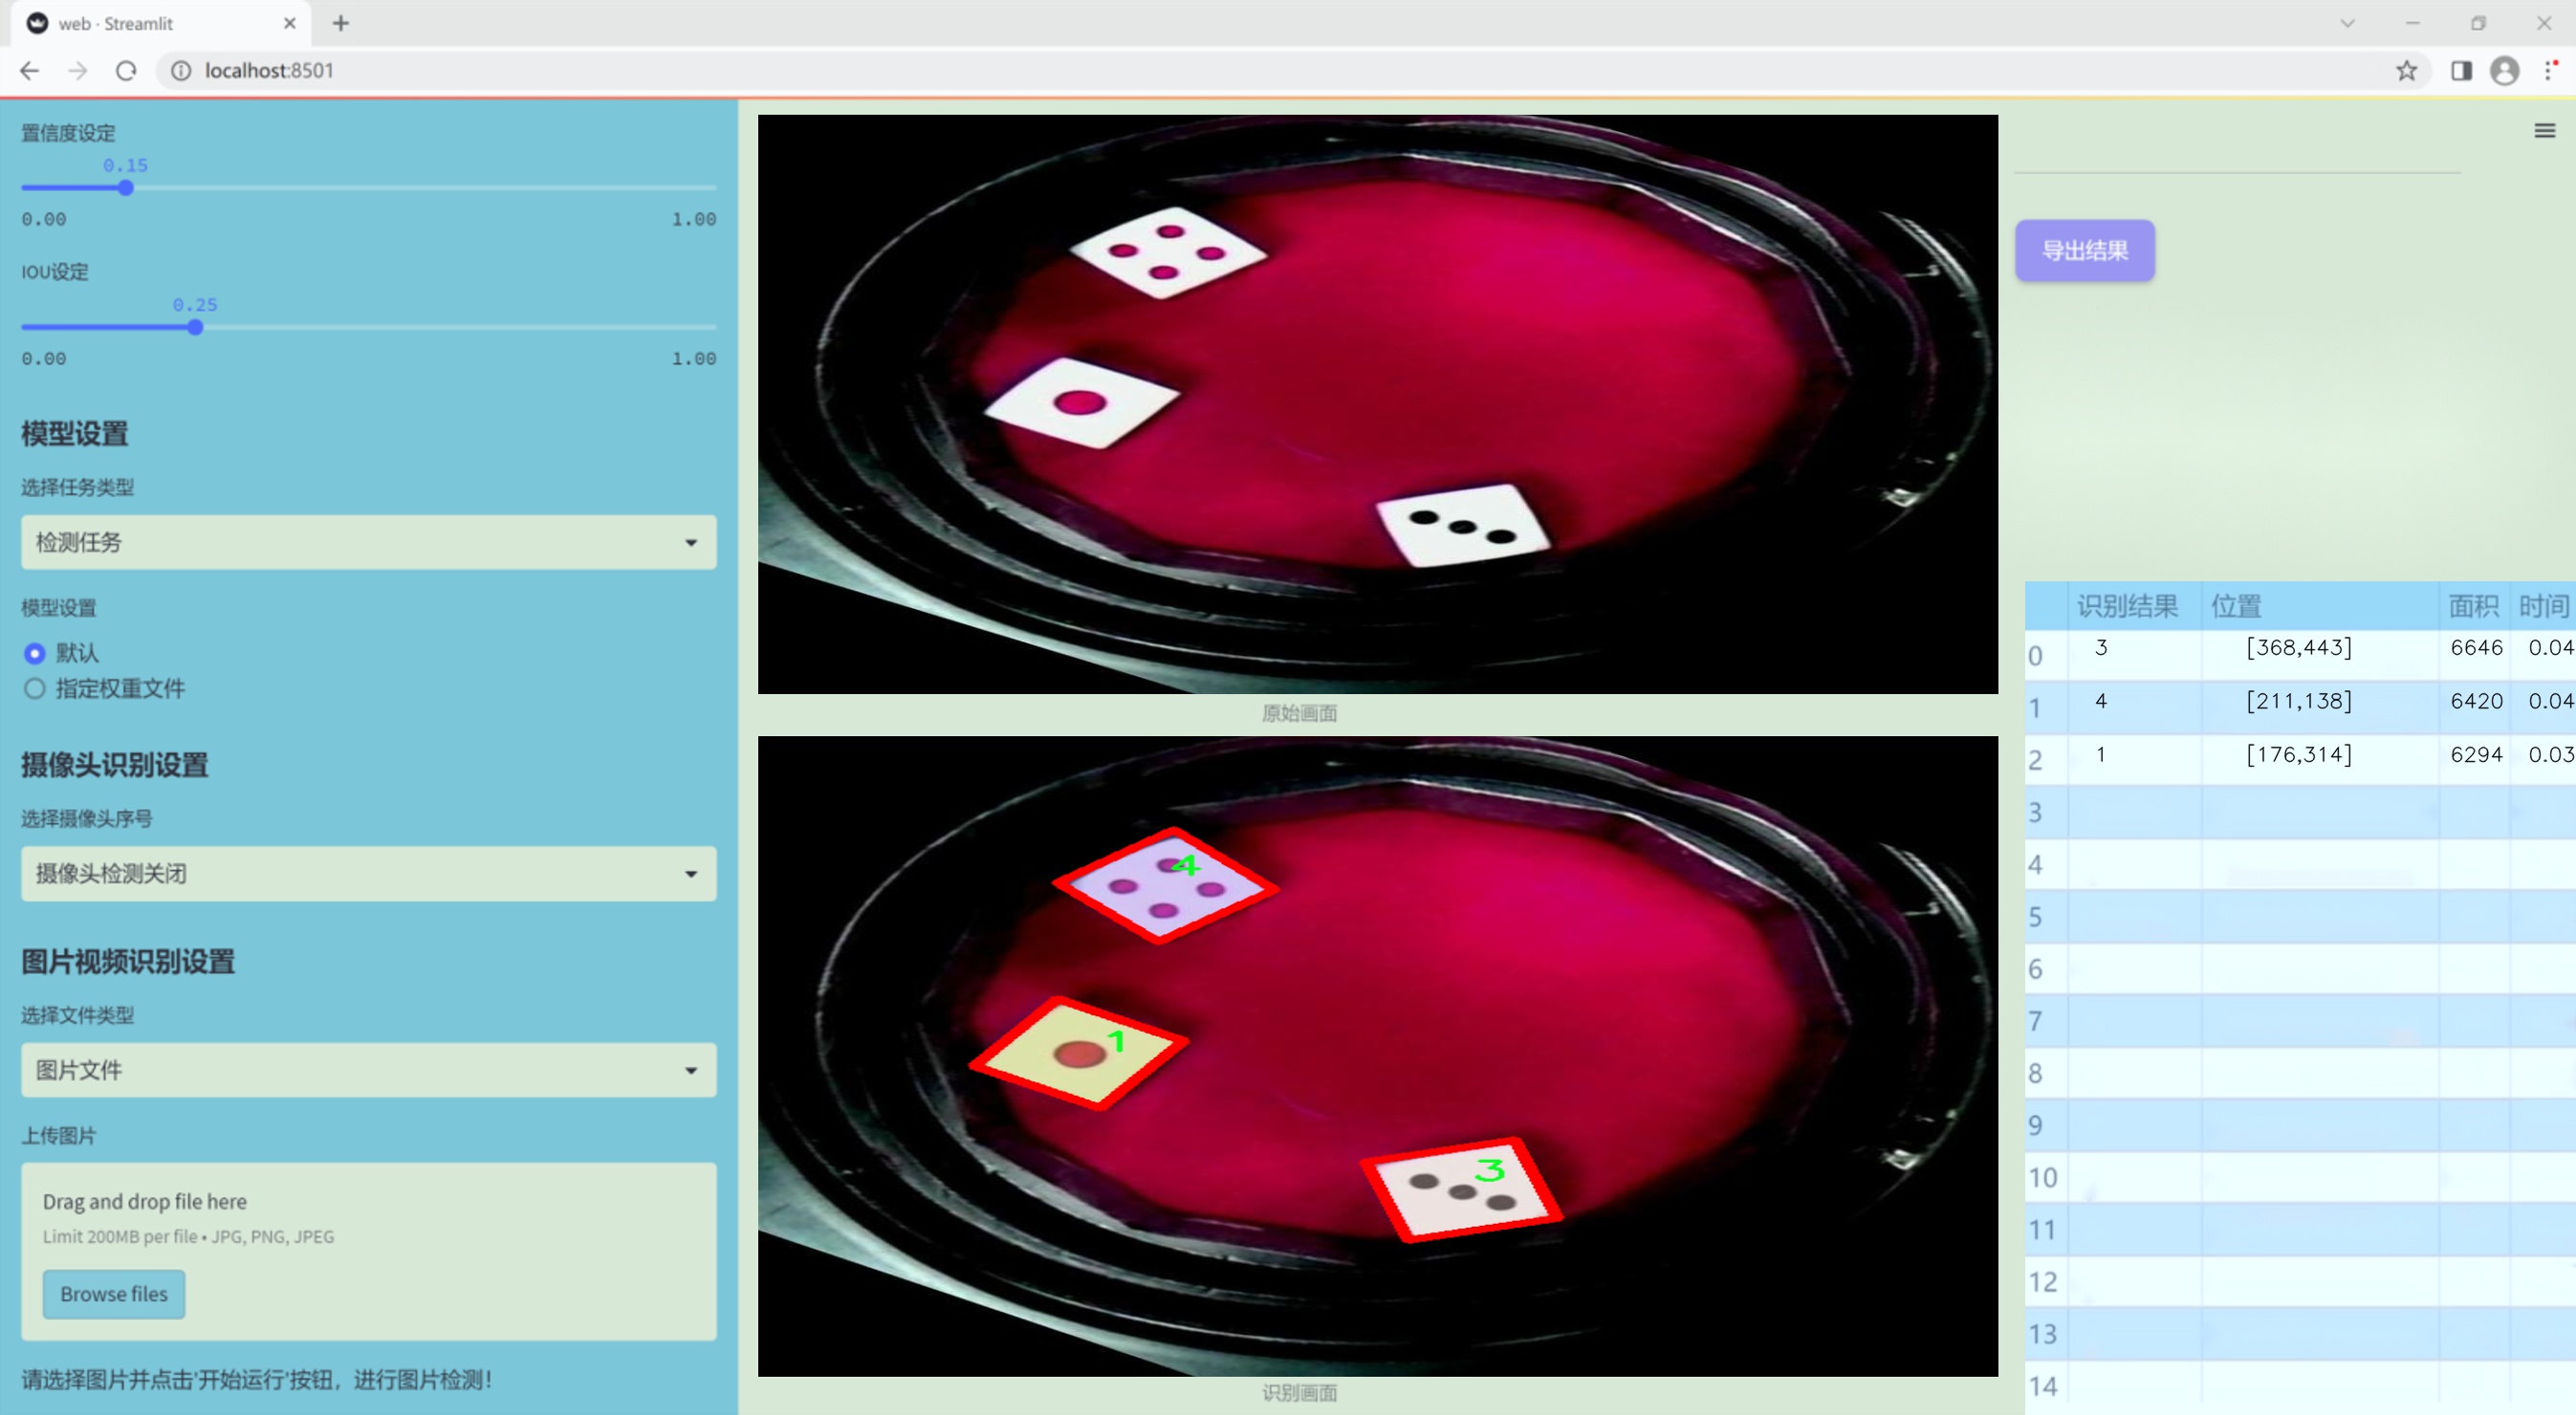 web · Streamlit
localhost:8501
置信度设定
0.15
0.00 1.00
IOU设定
0.25
0.00 1.00
模型设置
选择任务类型
检测任务
模型设置
默认
指定权重文件
摄像头识别设置
选择摄像头序号
摄像头检测关闭
图片视频识别设置
选择文件类型
图片文件
上传图片
Drag and drop file here
Limit 200MB per file • JPG, PNG, JPEG
Browse files
请选择图片并点击'开始运行'按钮，进行图片检测！
原始画面
4
1
3
识别画面
导出结果
识别结果 位置 面积 时间
0 3 [368,443] 6646 0.04
1 4 [211,138] 6420 0.04
2 1 [176,314] 6294 0.03
3
4
5
6
7
8
9
10
11
12
13
14